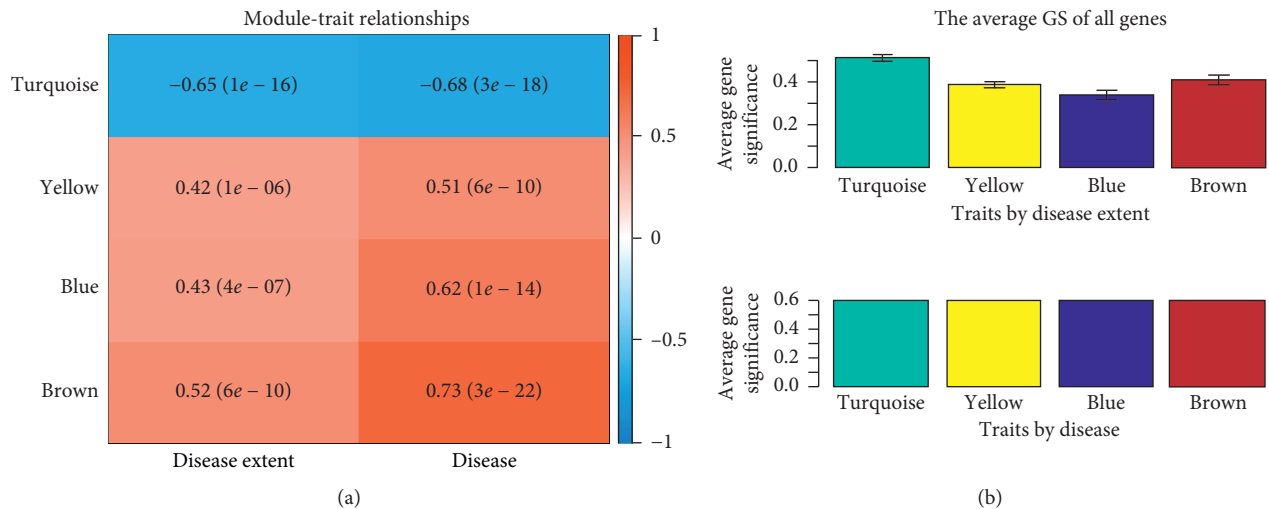 Module-trait relationships
Turquoise
−0.65 (1e − 16)
−0.68 (3e − 18)
Yellow
0.42 (1e − 06)
0.51 (6e − 10)
Blue
0.43 (4e − 07)
0.62 (1e − 14)
Brown
0.52 (6e − 10)
0.73 (3e − 22)
Disease extent
Disease
1
0.5
0
−0.5
−1
(a)
The average GS of all genes
Average gene
significance
0.4
0.2
0.0
Turquoise
Yellow
Blue
Brown
Traits by disease extent
Average gene
significance
0.6
0.4
0.2
0.0
Turquoise
Yellow
Blue
Brown
Traits by disease
(b)